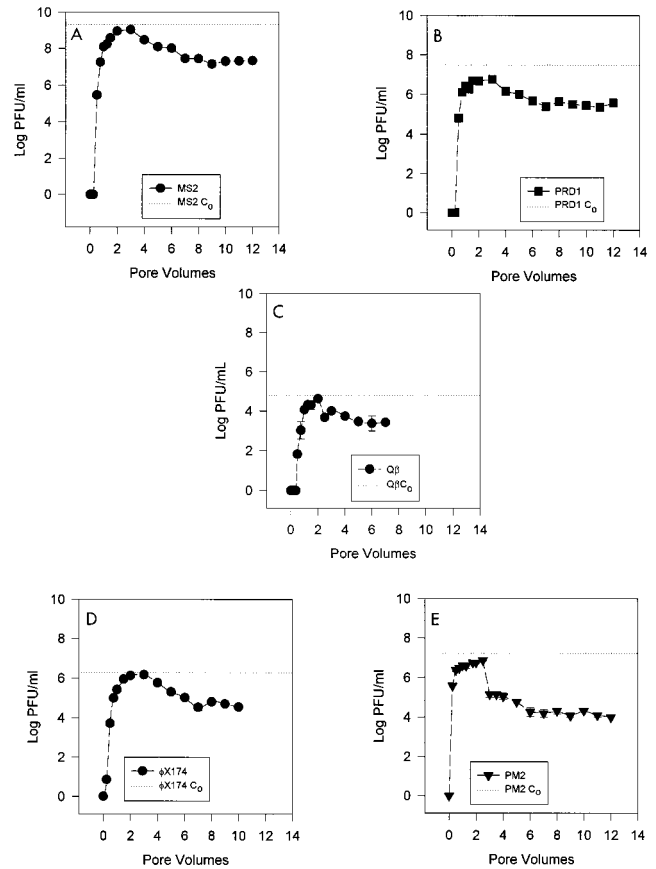 A
10
8
6
4
2
0
Log PFU/ml
MS2
MS2 C₀
0 2 4 6 8 10 12 14
Pore Volumes
B
10
8
6
4
2
0
Log PFU/ml
PRD1
PRD1 C₀
0 2 4 6 8 10 12 14
Pore Volumes
C
10
8
6
4
2
0
Log PFU/mL
Qβ
QβC₀
0 2 4 6 8 10 12 14
Pore Volumes
D
10
8
6
4
2
0
Log PFU/ml
ϕX174
ϕX174 C₀
0 2 4 6 8 10 12 14
Pore Volumes
E
10
8
6
4
2
0
Log PFU/ml
PM2
PM2 C₀
0 2 4 6 8 10 12 14
Pore Volumes